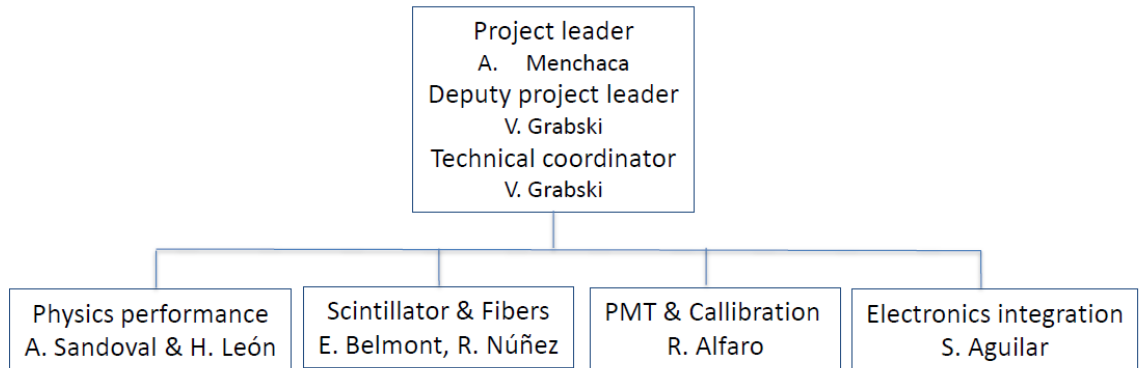 Project leader
A. Menchaca
Deputy project leader
V. Grabski
Technical coordinator
V. Grabski
Physics performance
A. Sandoval & H. León
Scintillator & Fibers
E. Belmont, R. Núñez
PMT & Callibration
R. Alfaro
Electronics integration
S. Aguilar